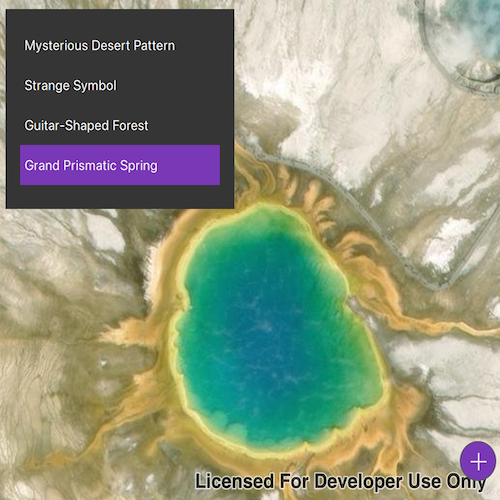 Mysterious Desert Pattern
Strange Symbol
Guitar-Shaped Forest
Grand Prismatic Spring
Licensed For Developer Use Only